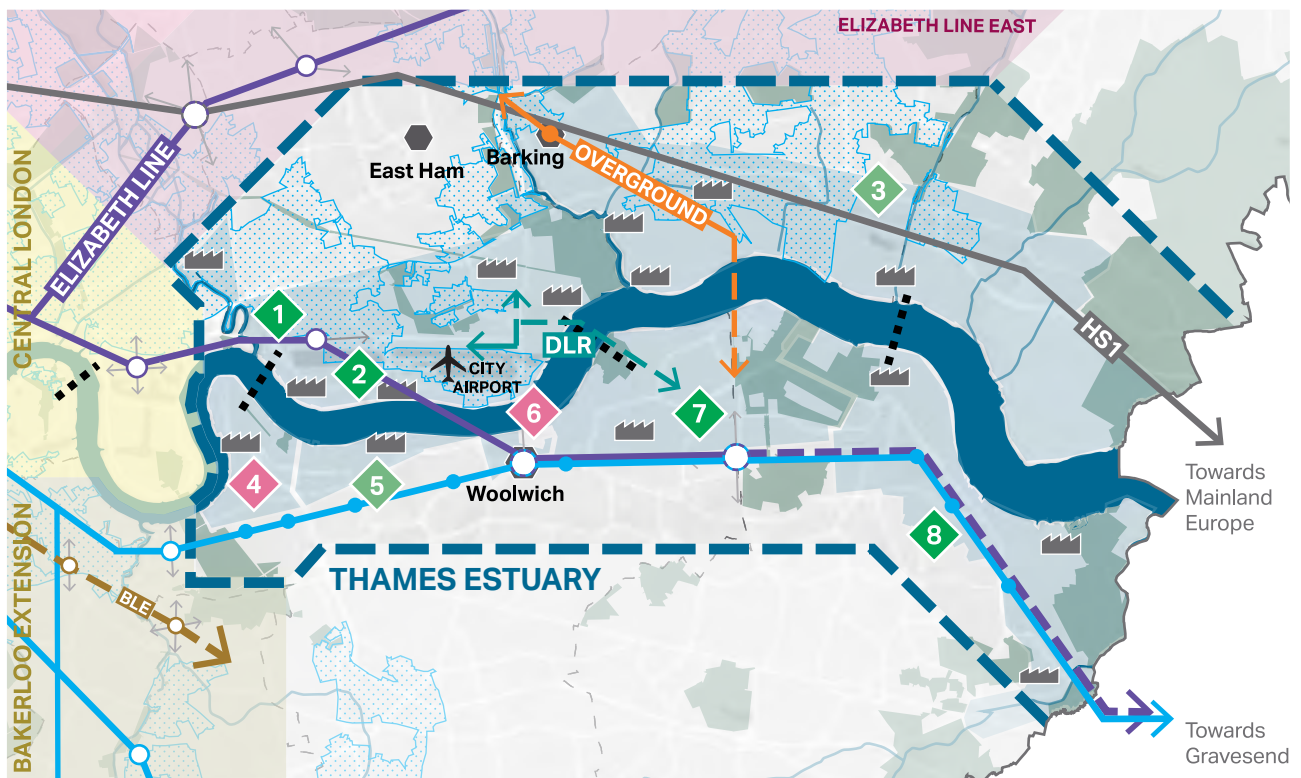 ELIZABETH LINE EAST
CENTRAL LONDON
ELIZABETH LINE
East Ham
Barking
OVERGROUND
3
1
2
DLR
CITY
AIRPORT
HS1
6
7
4
5
Woolwich
Towards
Mainland
Europe
8
BAKERLOO EXTENSION
BLE
THAMES ESTUARY
Towards
Gravesend